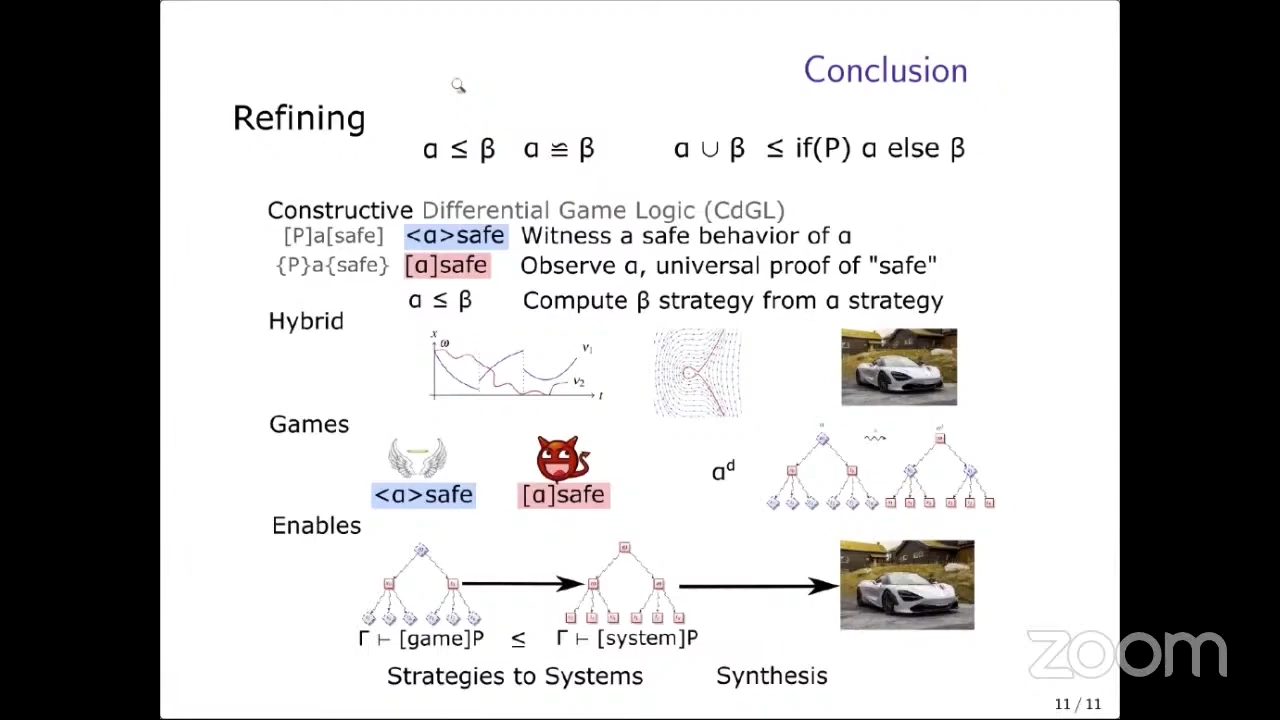 Conclusion
Refining
ɑ ≤ β ɑ ≌ β ɑ ∪ β ≤ if(P) ɑ else β
Constructive Differential Game Logic (CdGL)
[P]a[safe] <ɑ>safe Witness a safe behavior of ɑ
{P}a{safe} [ɑ]safe Observe ɑ, universal proof of "safe"
ɑ ≤ β Compute β strategy from ɑ strategy
Hybrid
x
ω
v1
v2
t
Games
<ɑ>safe [ɑ]safe
ɑᵈ
Enables
Γ ⊢ [game]P ≤ Γ ⊢ [system]P
Strategies to Systems Synthesis
zoom
11 / 11